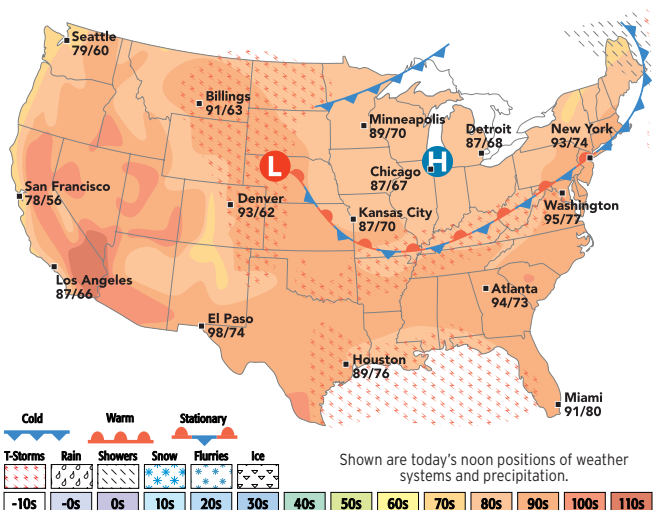 Seattle
79/60
Billings
91/63
Minneapolis
89/70
Detroit
87/68
New York
93/74
L
H
Chicago
87/67
San Francisco
78/56
Denver
93/62
Kansas City
87/70
Washington
95/77
Los Angeles
87/66
Atlanta
94/73
El Paso
98/74
Houston
89/76
Miami
91/80
Cold
Warm
Stationary
T-Storms
Rain
Showers
Snow
Flurries
Ice
Shown are today's noon positions of weather
systems and precipitation.
-10s -0s 0s 10s 20s 30s 40s 50s 60s 70s 80s 90s 100s 110s